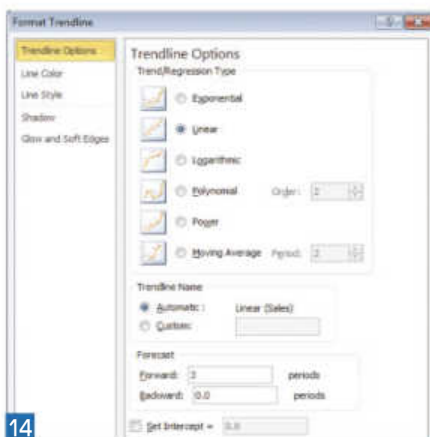 Format Trendline
Trendline Options
Line Color
Line Style
Shadow
Glow and Soft Edges
Trendline Options
Trend/Regression Type
Exponential
Linear
Logarithmic
Polynomial Order: 2
Power
Moving Average Period: 2
Trendline Name
Automatic : Linear (Sales)
Custom:
Forecast
Forward: periods
Backward: 0.0 periods
Set Intercept = 0.0
14